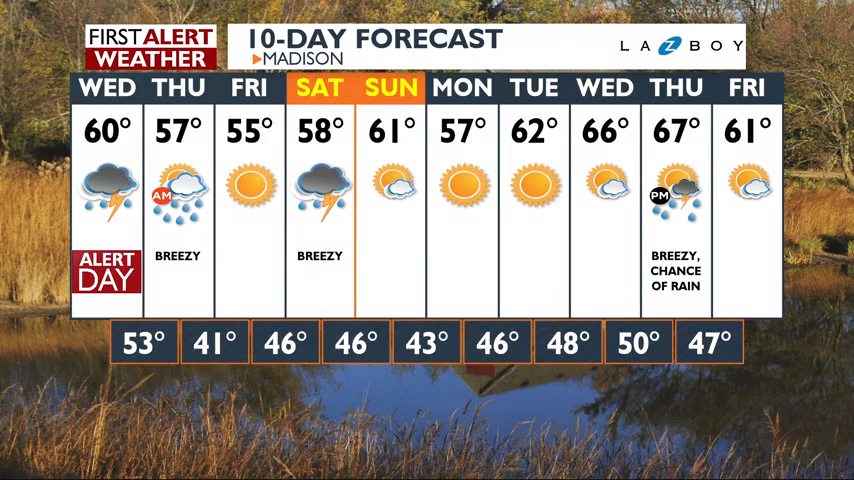 FIRST ALERT
WEATHER
10-DAY FORECAST
MADISON
LA Z BOY
WED THU FRI SAT SUN MON TUE WED THU FRI
60° 57° 55° 58° 61° 57° 62° 66° 67° 61°
AM PM
ALERT
DAY
BREEZY
BREEZY
BREEZY,
CHANCE
OF RAIN
53° 41° 46° 46° 43° 46° 48° 50° 47°